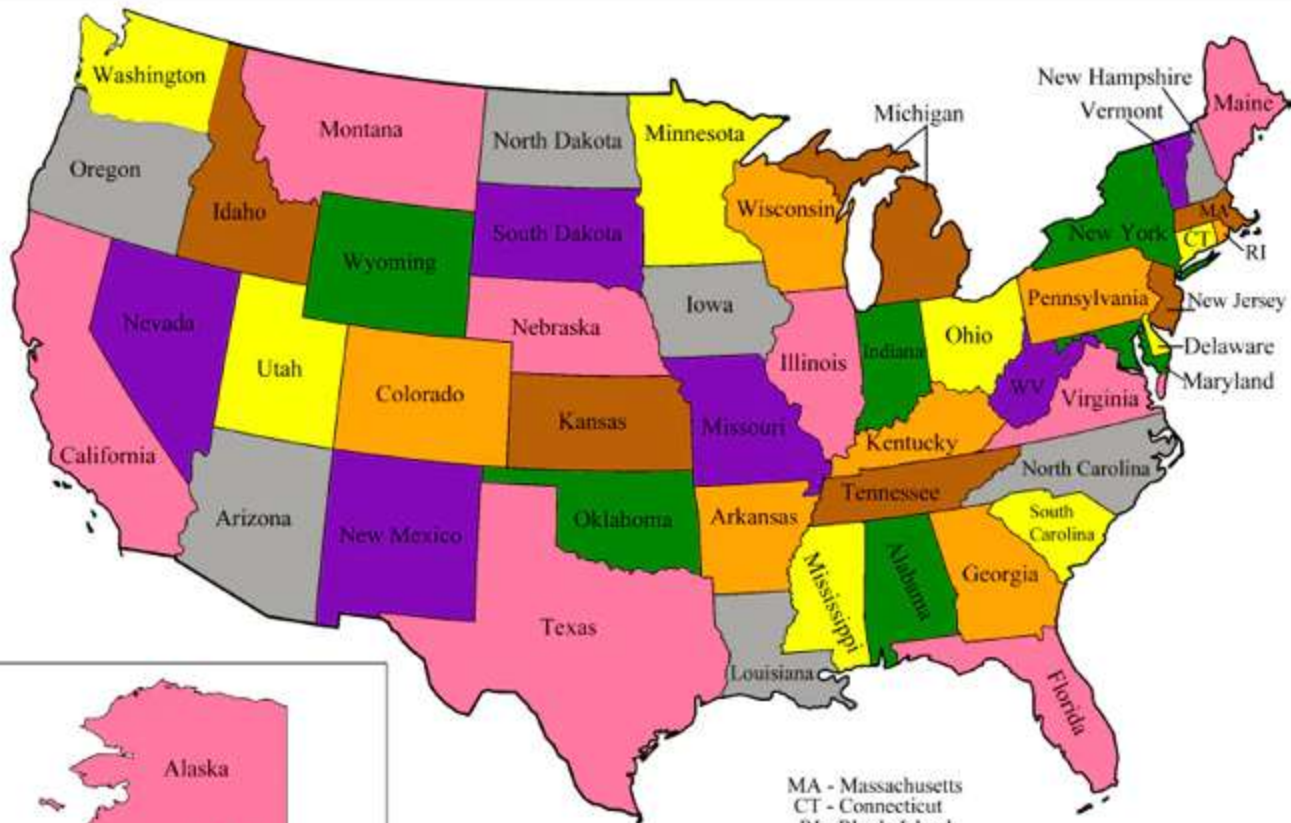 Washington
Oregon
California
Idaho
Nevada
Montana
Wyoming
Utah
Arizona
Colorado
New Mexico
North Dakota
South Dakota
Nebraska
Kansas
Oklahoma
Texas
Minnesota
Iowa
Missouri
Arkansas
Louisiana
Wisconsin
Illinois
Michigan
Indiana
Ohio
Kentucky
Tennessee
Mississippi
Alabama
Georgia
Florida
South
Carolina
North Carolina
Virginia
WV
Pennsylvania
New York
New Hampshire
Vermont
Maine
MA
CT
RI
New Jersey
Delaware
Maryland
Alaska
MA - Massachusetts
CT - Connecticut
RI - Rhode Island